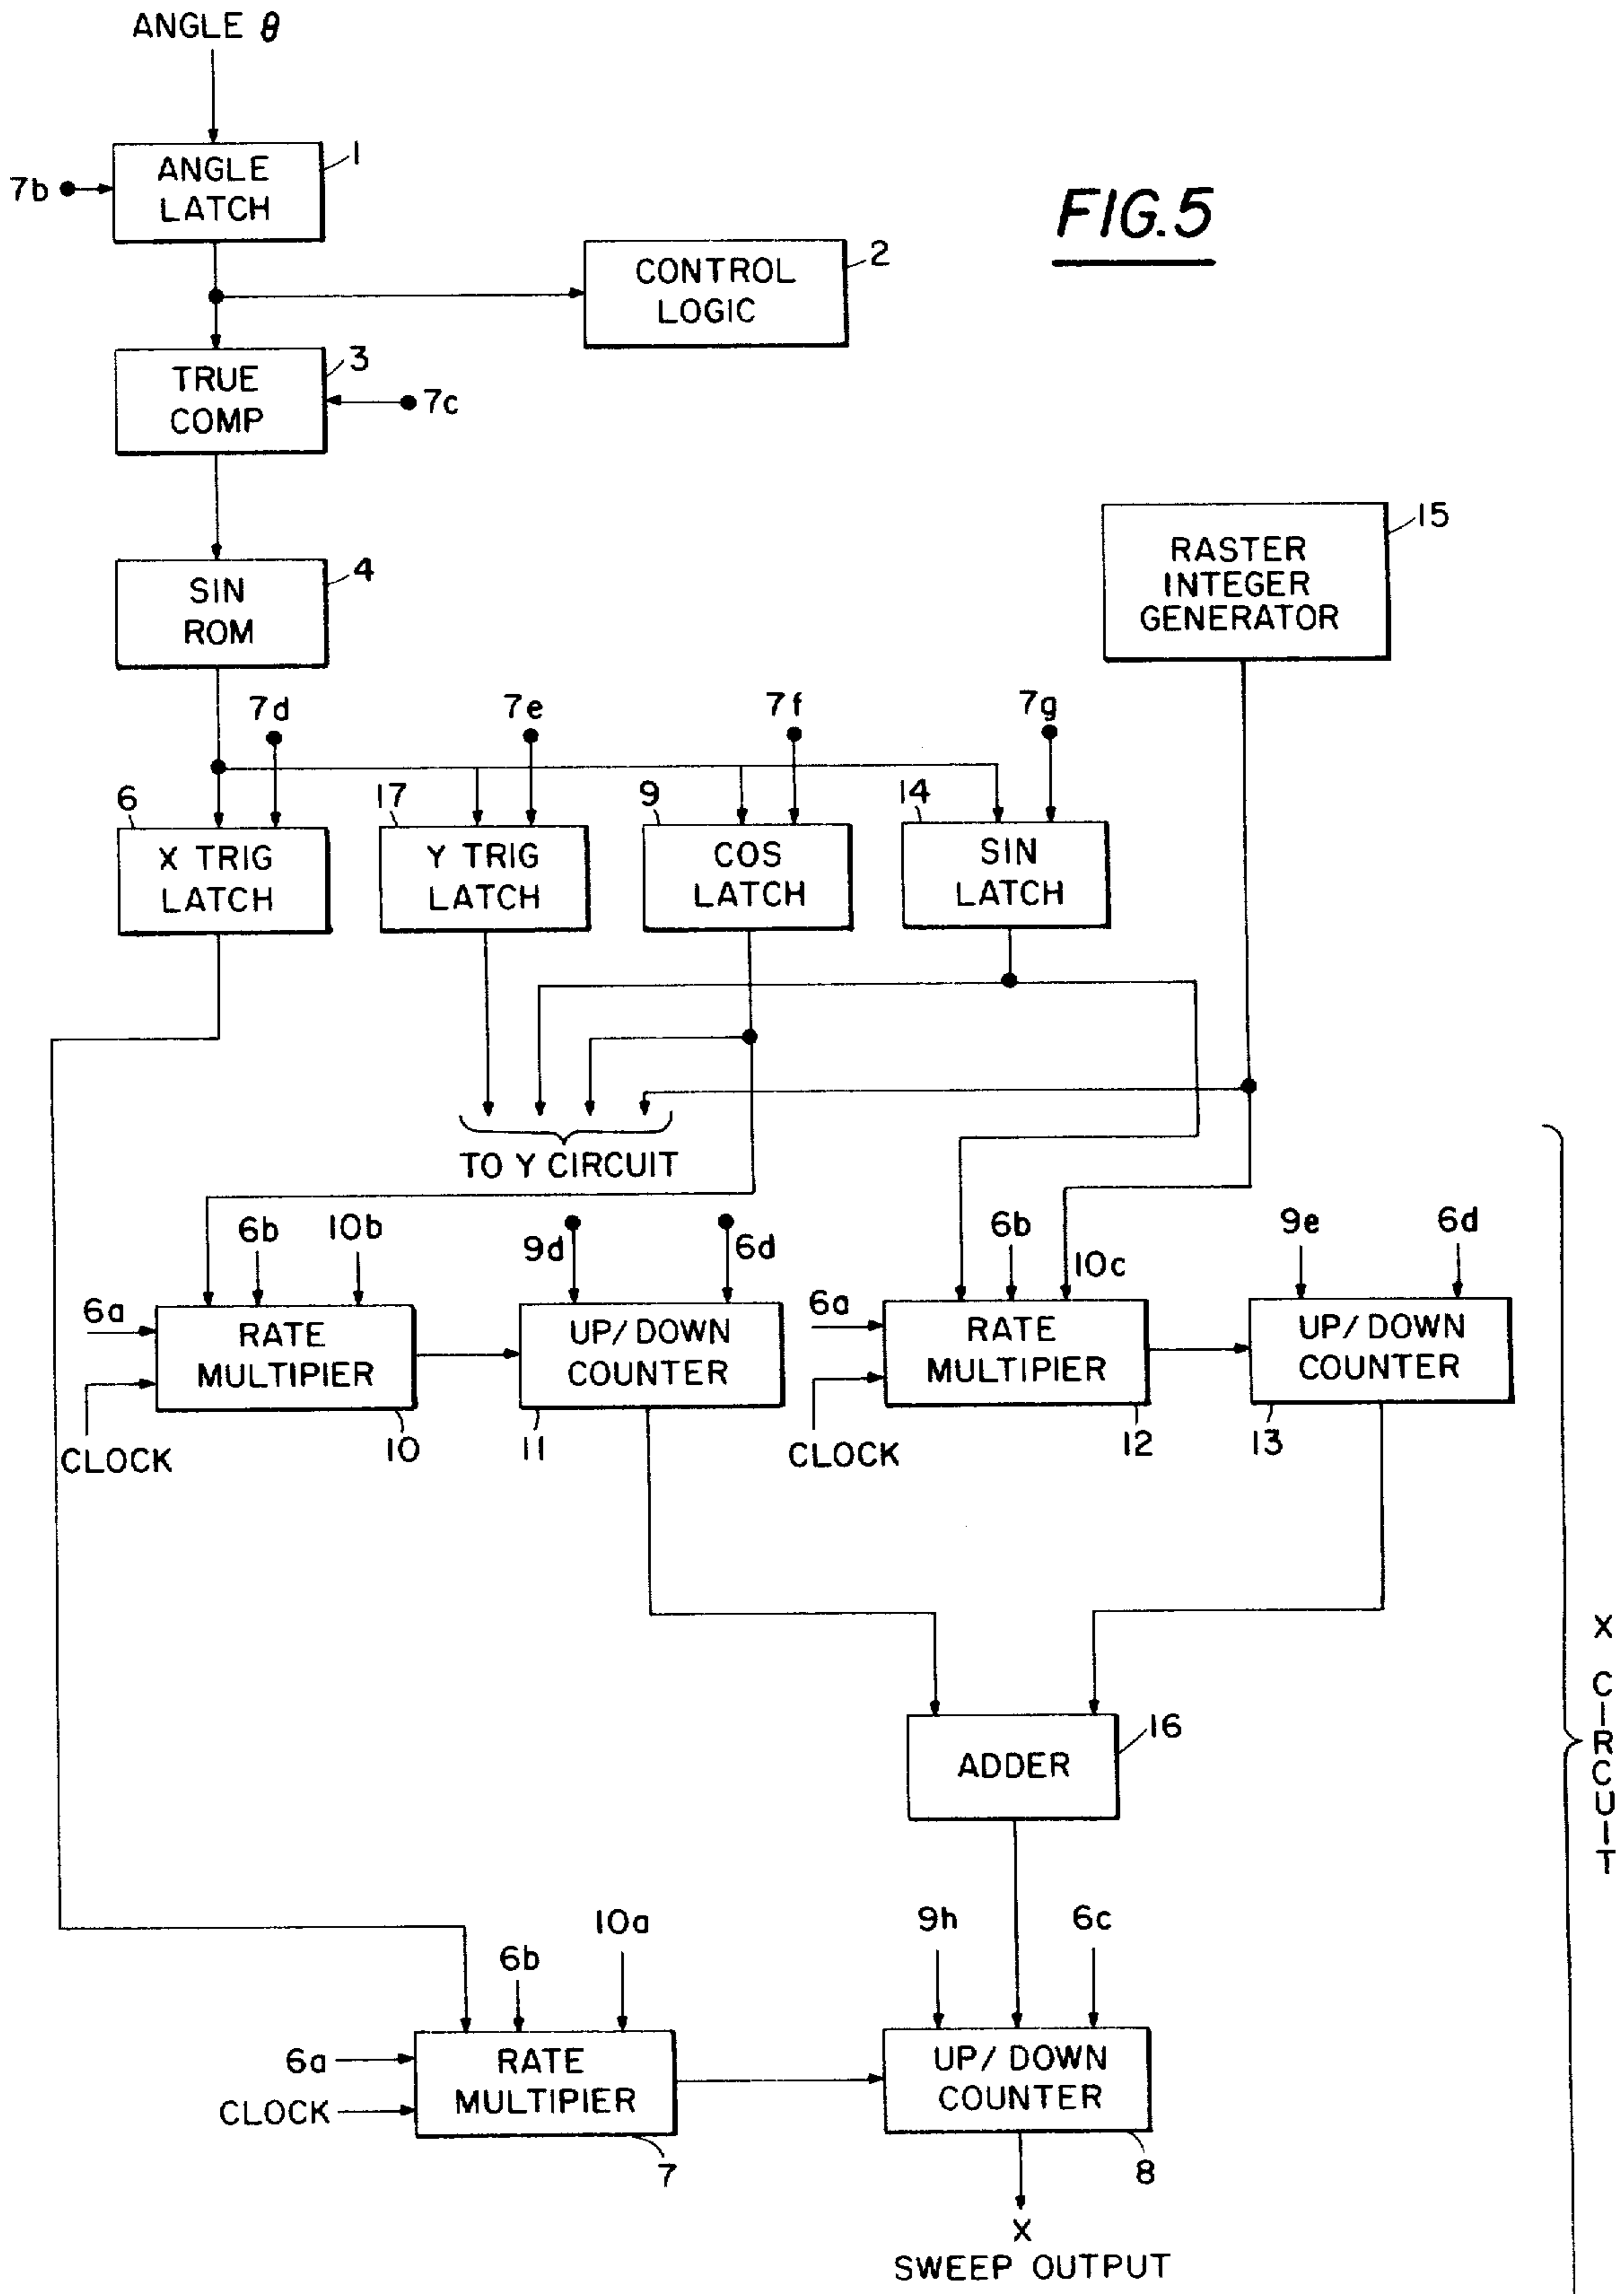 ANGLE θ
ANGLE
LATCH
1
7b
FIG.5
CONTROL
LOGIC
2
TRUE
COMP
3
7c
SIN
ROM
4
RASTER
INTEGER
GENERATOR
15
7d
7e
7f
7g
6
17
9
14
X TRIG
LATCH
Y TRIG
LATCH
COS
LATCH
SIN
LATCH
TO Y CIRCUIT
6b
10b
9d
6d
6b
10c
9e
6d
6a
RATE
MULTIPIER
UP/DOWN
COUNTER
6a
RATE
MULTIPIER
UP/DOWN
COUNTER
CLOCK
10
11
CLOCK
12
13
ADDER
16
X CIRCUIT
6b
10a
9h
6c
6a
CLOCK
RATE
MULTIPIER
UP/DOWN
COUNTER
7
8
X
SWEEP OUTPUT